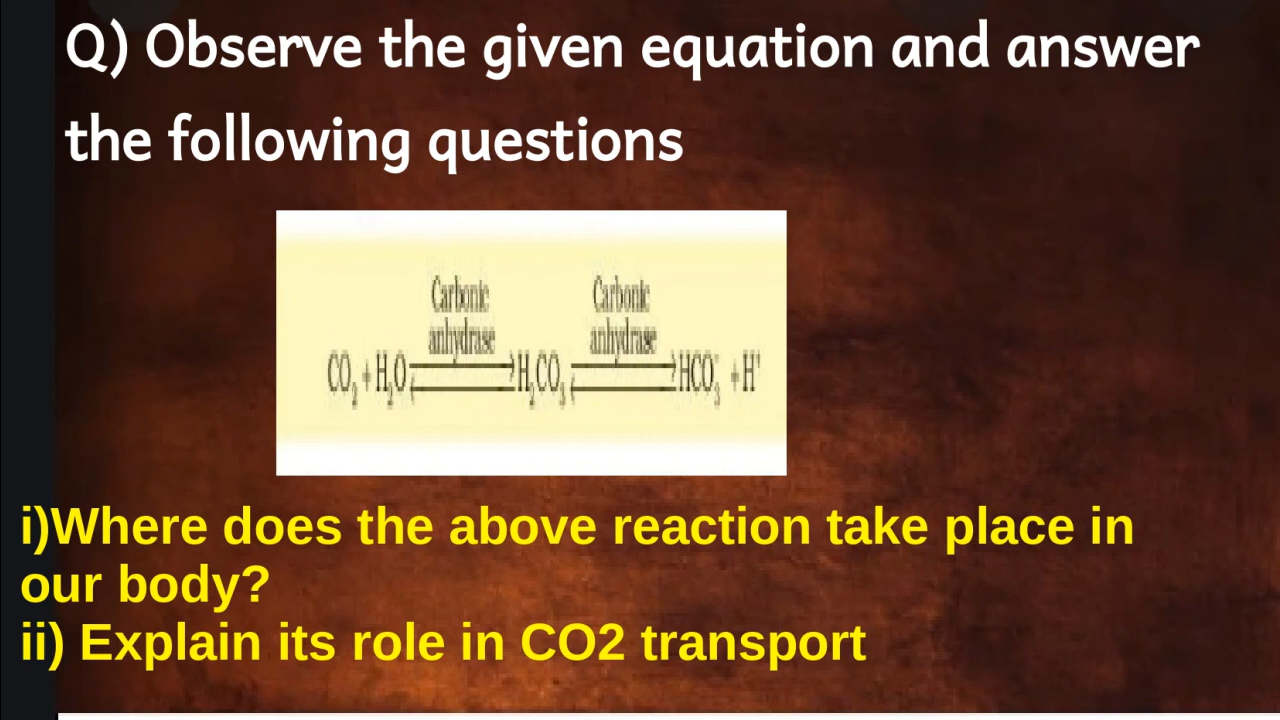 Q) Observe the given equation and answer
the following questions
Carbonic Carbonic
anhydrase anhydrase
CO₂ + H₂O ⇌ H₂CO₃ ⇌ HCO₃⁻ + H⁺
i)Where does the above reaction take place in
our body?
ii) Explain its role in CO2 transport